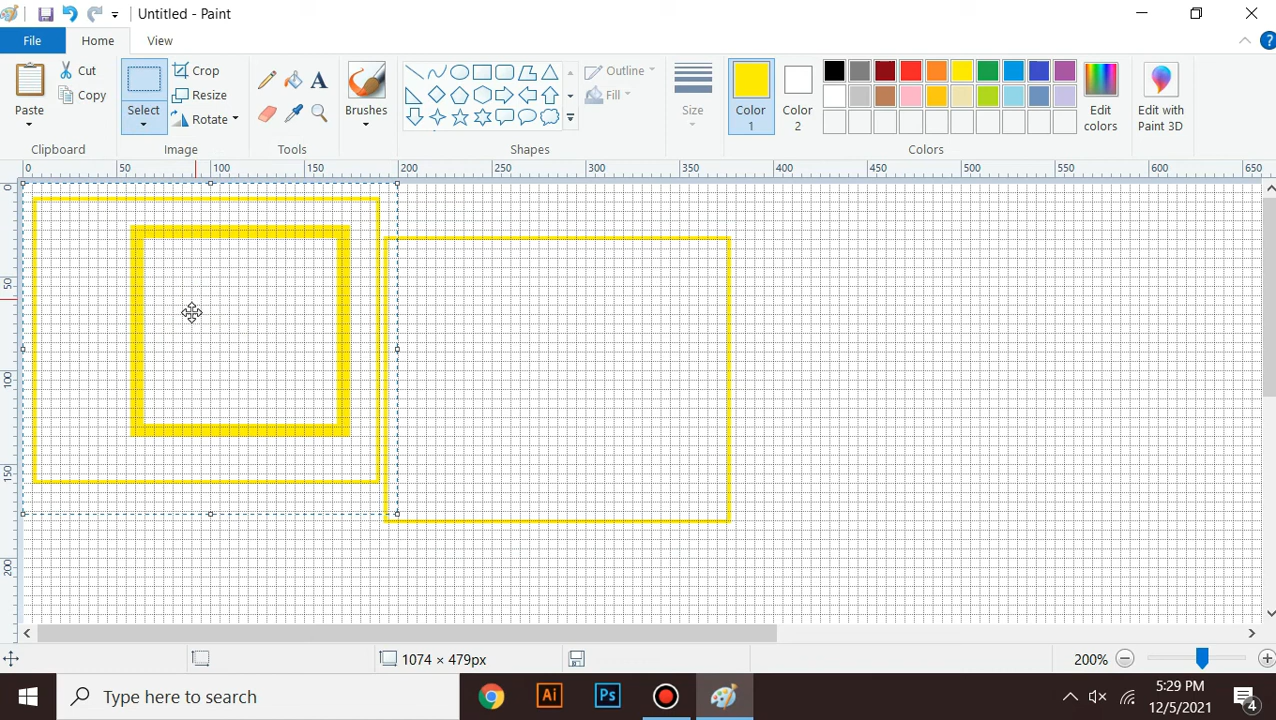 Untitled - Paint
File Home View
Paste
Cut
Copy
Clipboard
Select
Crop
Resize
Rotate
Image
A
Tools
Brushes
Outline
Fill
Shapes
Size
Color 1
Color 2
Edit colors
Edit with Paint 3D
Colors
?
0 50 100 150 200 250 300 350 400 450 500 550 600 650
0
50
100
150
200
1074 × 479px
200%
Type here to search
Ai
Ps
5:29 PM
12/5/2021
4